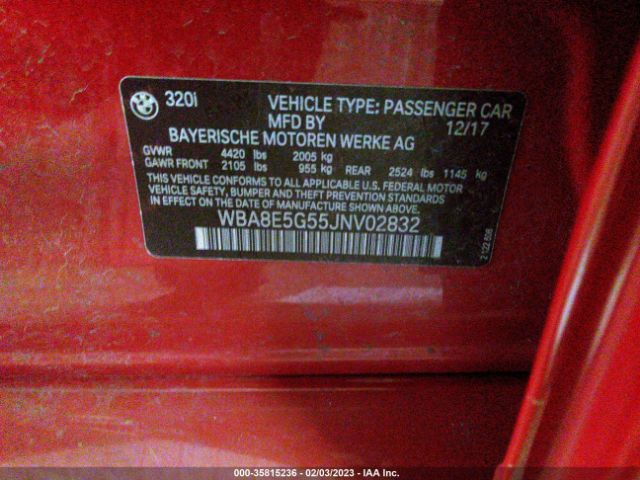 BMW
320I
VEHICLE TYPE: PASSENGER CAR
MFD BY 12/17
BAYERISCHE MOTOREN WERKE AG
GVWR 4420 lbs 2005 kg
GAWR FRONT 2105 lbs 955 kg REAR 2524 lbs 1145 kg
THIS VEHICLE CONFORMS TO ALL APPLICABLE U.S. FEDERAL MOTOR
VEHICLE SAFETY, BUMPER AND THEFT PREVENTION STANDARDS IN
EFFECT ON THE DATE OF MANUFACTURE SHOWN ABOVE.
WBA8E5G55JNV02832
000-35815236 - 02/03/2023 - IAA Inc.